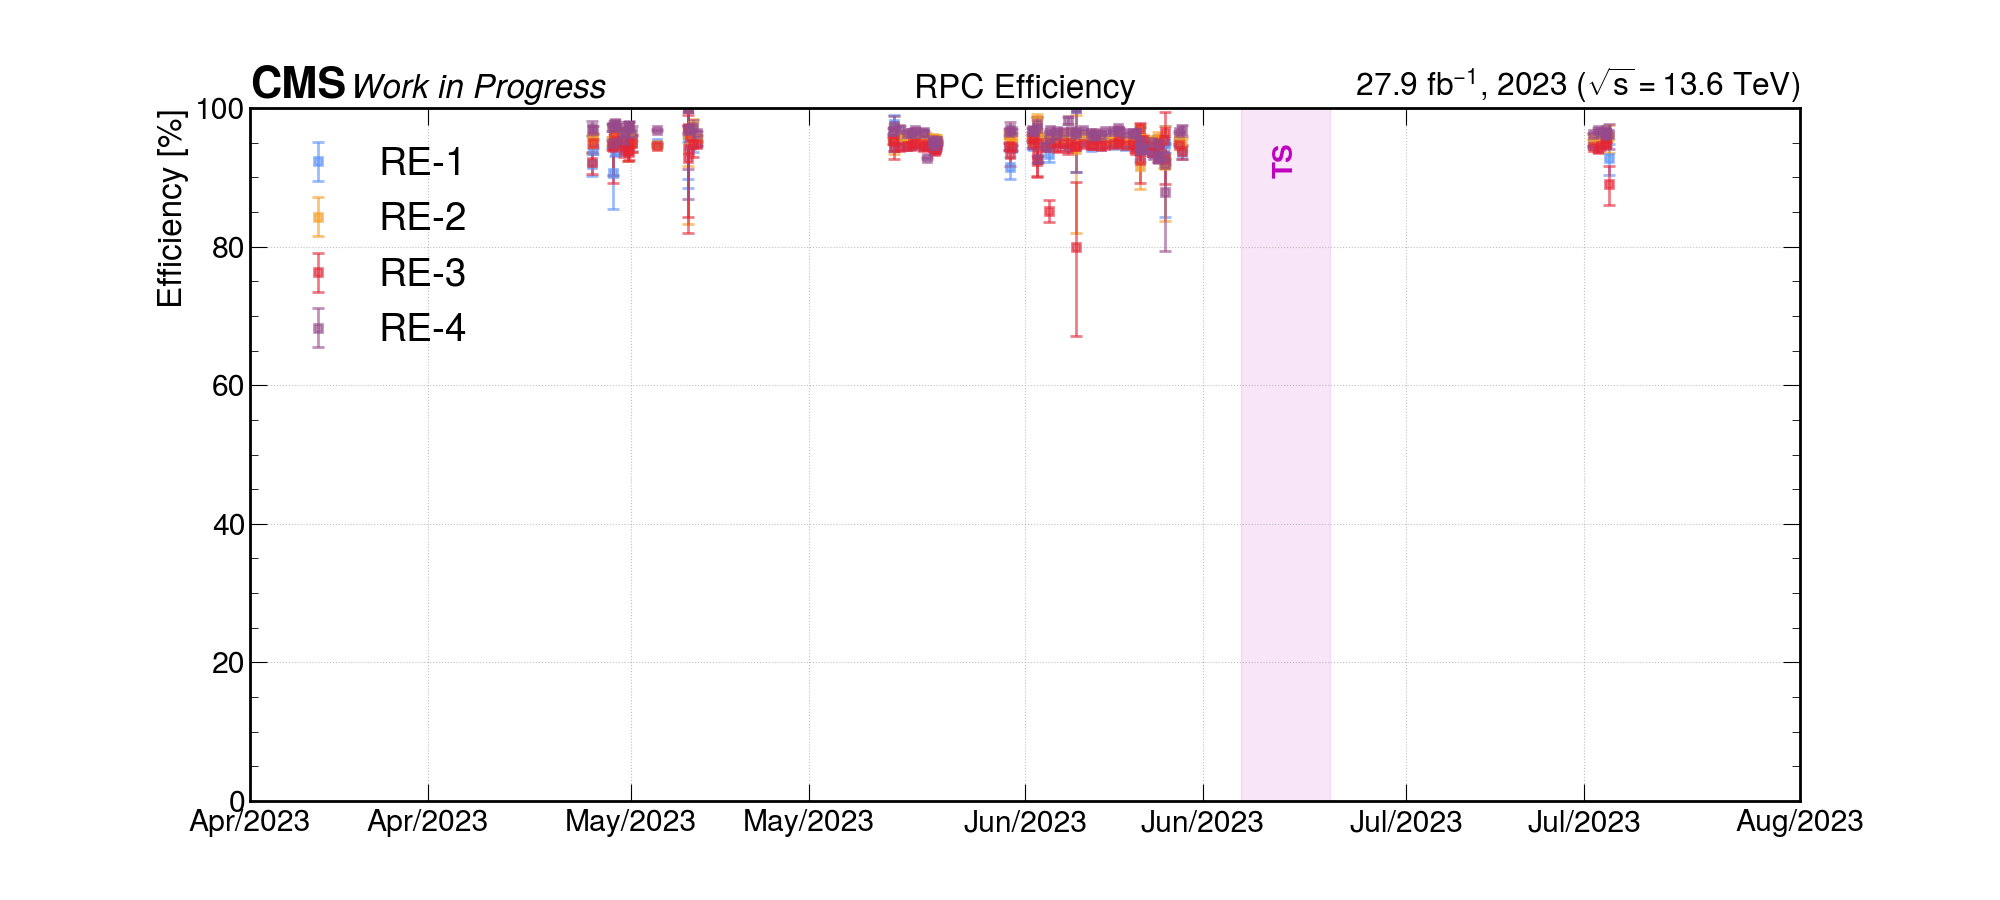 CMS Work in Progress RPC Efficiency 27.9 fb⁻¹, 2023 (√s = 13.6 TeV)
Efficiency [%]
100
80
60
40
20
0
RE-1
RE-2
RE-3
RE-4
TS
Apr/2023 Apr/2023 May/2023 May/2023 Jun/2023 Jun/2023 Jul/2023 Jul/2023 Aug/2023